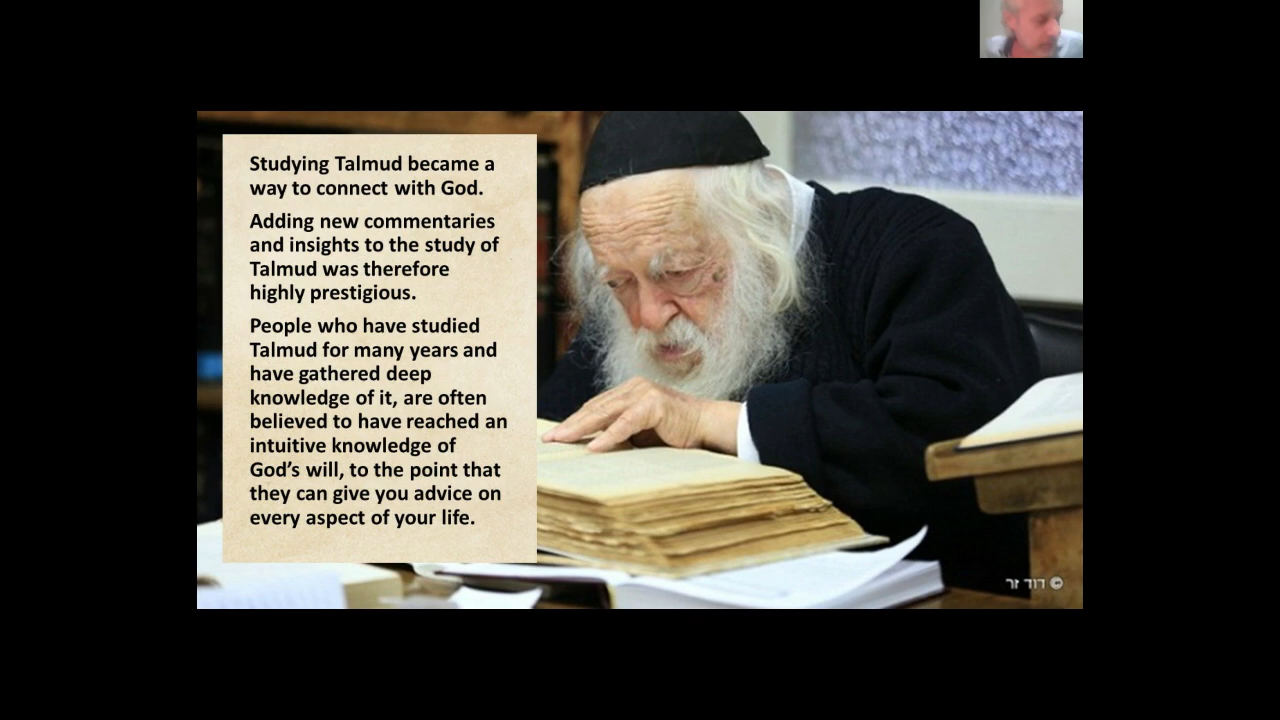 Studying Talmud became a
way to connect with God.
Adding new commentaries
and insights to the study of
Talmud was therefore
highly prestigious.
People who have studied
Talmud for many years and
have gathered deep
knowledge of it, are often
believed to have reached an
intuitive knowledge of
God's will, to the point that
they can give you advice on
every aspect of your life.
© דוד זר